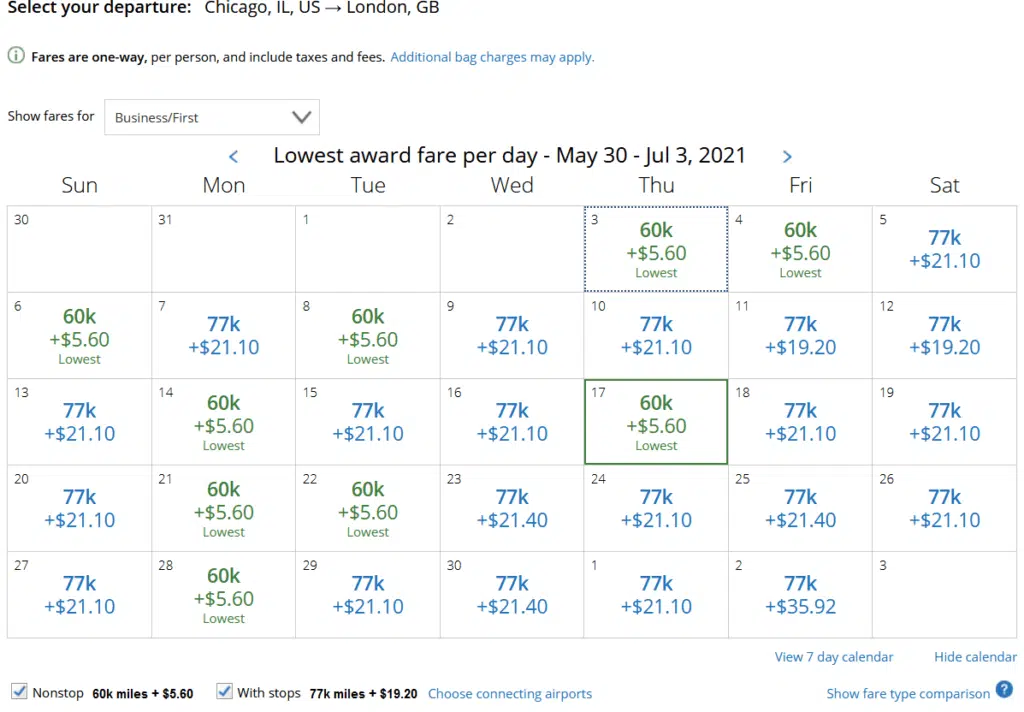 Select your departure: Chicago, IL, US → London, GB
Fares are one-way, per person, and include taxes and fees. Additional bag charges may apply.
Show fares for Business/First
Lowest award fare per day - May 30 - Jul 3, 2021
Sun Mon Tue Wed Thu Fri Sat
30 31 1 2 3 4 5
60k 60k 77k
+$5.60 +$5.60 +$21.10
Lowest Lowest
6 7 8 9 10 11 12
60k 77k 60k 77k 77k 77k 77k
+$5.60 +$21.10 +$5.60 +$21.10 +$21.10 +$19.20 +$19.20
Lowest Lowest
13 14 15 16 17 18 19
77k 60k 77k 77k 60k 77k 77k
+$21.10 +$5.60 +$21.10 +$21.10 +$5.60 +$21.10 +$21.10
Lowest Lowest
20 21 22 23 24 25 26
77k 60k 60k 77k 77k 77k 77k
+$21.10 +$5.60 +$5.60 +$21.40 +$21.10 +$21.40 +$21.10
Lowest Lowest
27 28 29 30 1 2 3
77k 60k 77k 77k 77k 77k
+$21.10 +$5.60 +$21.10 +$21.40 +$21.10 +$35.92
Lowest
View 7 day calendar Hide calendar
Nonstop 60k miles + $5.60 With stops 77k miles + $19.20 Choose connecting airports Show fare type comparison ?